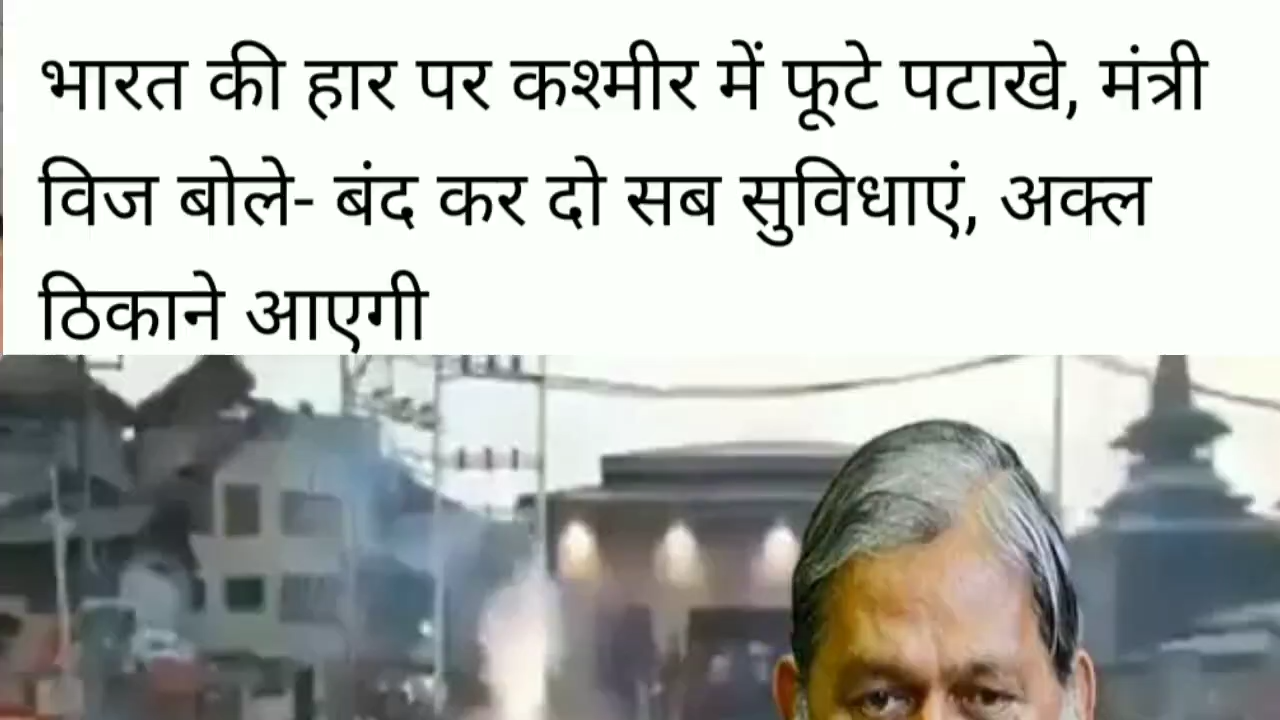 भारत की हार पर कश्मीर में फूटे पटाखे, मंत्री
विज बोले- बंद कर दो सब सुविधाएं, अक्ल
ठिकाने आएगी